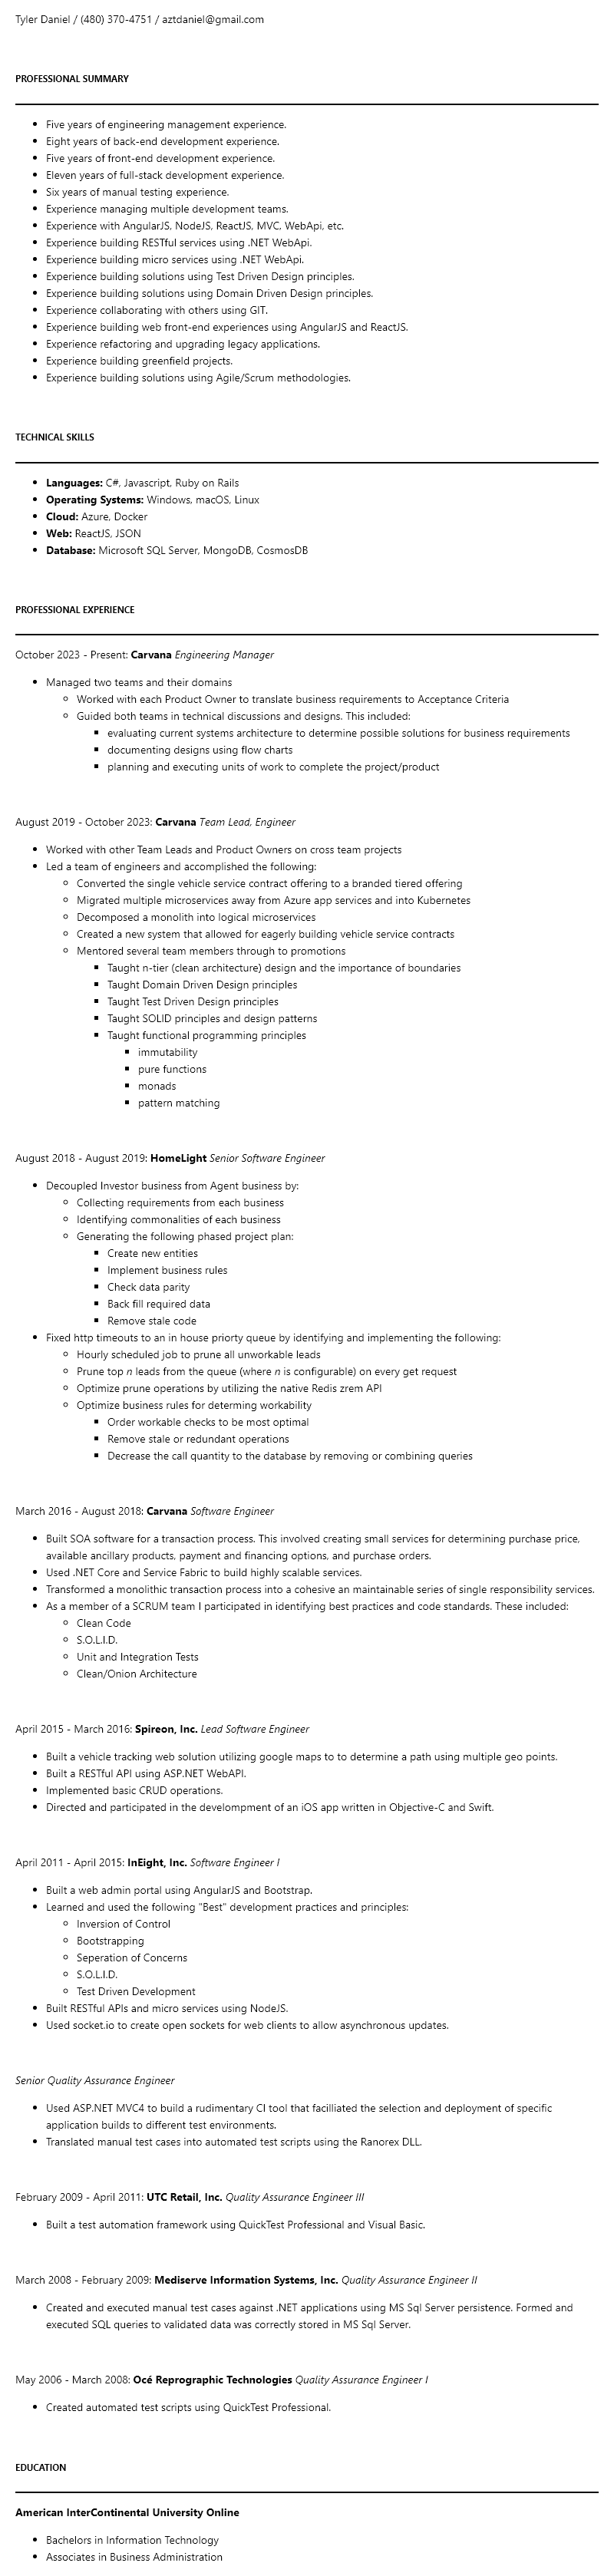 Tyler Daniel / (480) 370-4751 / aztdaniel@gmail.com
PROFESSIONAL SUMMARY
Five years of engineering management experience.
Eight years of back-end development experience.
Five years of front-end development experience.
Eleven years of full-stack development experience.
Six years of manual testing experience.
Experience managing multiple development teams.
Experience with AngularJS, NodeJS, ReactJS, MVC, WebApi, etc.
Experience building RESTful services using .NET WebApi.
Experience building micro services using .NET WebApi.
Experience building solutions using Test Driven Design principles.
Experience building solutions using Domain Driven Design principles.
Experience collaborating with others using GIT.
Experience building web front-end experiences using AngularJS and ReactJS.
Experience refactoring and upgrading legacy applications.
Experience building greenfield projects.
Experience building solutions using Agile/Scrum methodologies.
TECHNICAL SKILLS
Languages: C#, Javascript, Ruby on Rails
Operating Systems: Windows, macOS, Linux
Cloud: Azure, Docker
Web: ReactJS, JSON
Database: Microsoft SQL Server, MongoDB, CosmosDB
PROFESSIONAL EXPERIENCE
October 2023 - Present: Carvana Engineering Manager
Managed two teams and their domains
Worked with each Product Owner to translate business requirements to Acceptance Criteria
Guided both teams in technical discussions and designs. This included:
evaluating current systems architecture to determine possible solutions for business requirements
documenting designs using flow charts
planning and executing units of work to complete the project/product
August 2019 - October 2023: Carvana Team Lead, Engineer
Worked with other Team Leads and Product Owners on cross team projects
Led a team of engineers and accomplished the following:
Converted the single vehicle service contract offering to a branded tiered offering
Migrated multiple microservices away from Azure app services and into Kubernetes
Decomposed a monolith into logical microservices
Created a new system that allowed for eagerly building vehicle service contracts
Mentored several team members through to promotions
Taught n-tier (clean architecture) design and the importance of boundaries
Taught Domain Driven Design principles
Taught Test Driven Design principles
Taught SOLID principles and design patterns
Taught functional programming principles
immutability
pure functions
monads
pattern matching
August 2018 - August 2019: HomeLight Senior Software Engineer
Decoupled Investor business from Agent business by:
Collecting requirements from each business
Identifying commonalities of each business
Generating the following phased project plan:
Create new entities
Implement business rules
Check data parity
Back fill required data
Remove stale code
Fixed http timeouts to an in house priorty queue by identifying and implementing the following:
Hourly scheduled job to prune all unworkable leads
Prune top n leads from the queue (where n is configurable) on every get request
Optimize prune operations by utilizing the native Redis zrem API
Optimize business rules for determing workability
Order workable checks to be most optimal
Remove stale or redundant operations
Decrease the call quantity to the database by removing or combining queries
March 2016 - August 2018: Carvana Software Engineer
Built SOA software for a transaction process. This involved creating small services for determining purchase price,
available ancillary products, payment and financing options, and purchase orders.
Used .NET Core and Service Fabric to build highly scalable services.
Transformed a monolithic transaction process into a cohesive an maintainable series of single responsibility services.
As a member of a SCRUM team I participated in identifying best practices and code standards. These included:
Clean Code
S.O.L.I.D.
Unit and Integration Tests
Clean/Onion Architecture
April 2015 - March 2016: Spireon, Inc. Lead Software Engineer
Built a vehicle tracking web solution utilizing google maps to to determine a path using multiple geo points.
Built a RESTful API using ASP.NET WebAPI.
Implemented basic CRUD operations.
Directed and participated in the develompment of an iOS app written in Objective-C and Swift.
April 2011 - April 2015: InEight, Inc. Software Engineer I
Built a web admin portal using AngularJS and Bootstrap.
Learned and used the following "Best" development practices and principles:
Inversion of Control
Bootstrapping
Seperation of Concerns
S.O.L.I.D.
Test Driven Development
Built RESTful APIs and micro services using NodeJS.
Used socket.io to create open sockets for web clients to allow asynchronous updates.
Senior Quality Assurance Engineer
Used ASP.NET MVC4 to build a rudimentary CI tool that facilliated the selection and deployment of specific
application builds to different test environments.
Translated manual test cases into automated test scripts using the Ranorex DLL.
February 2009 - April 2011: UTC Retail, Inc. Quality Assurance Engineer III
Built a test automation framework using QuickTest Professional and Visual Basic.
March 2008 - February 2009: Mediserve Information Systems, Inc. Quality Assurance Engineer II
Created and executed manual test cases against .NET applications using MS Sql Server persistence. Formed and
executed SQL queries to validated data was correctly stored in MS Sql Server.
May 2006 - March 2008: Océ Reprographic Technologies Quality Assurance Engineer I
Created automated test scripts using QuickTest Professional.
EDUCATION
American InterContinental University Online
Bachelors in Information Technology
Associates in Business Administration